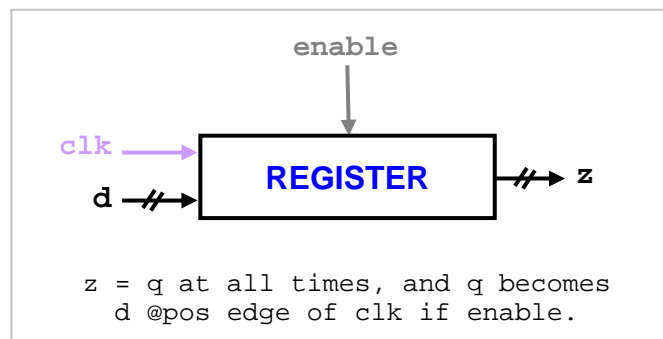 enable
clk
REGISTER
z
d
z = q at all times, and q becomes
d @pos edge of clk if enable.